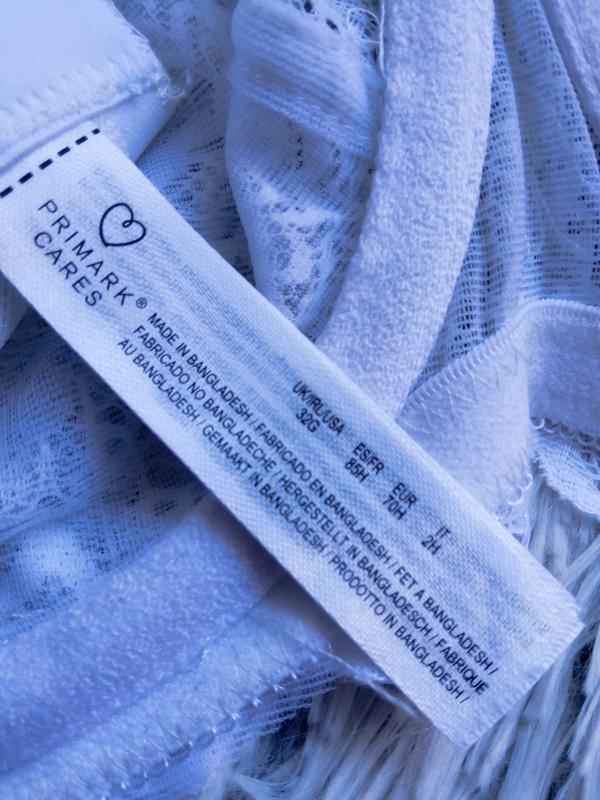 PRIMARK®
CARES
UK/IRL/USA ES/FR EUR IT
32G 85H 70H 2H
MADE IN BANGLADESH / FABRICADO EN BANGLADESH / FET A BANGLADESH /
FABRICADO NO BANGLADECHE / HERGESTELLT IN BANGLADESCH / FABRIQUE
AU BANGLADESH / GEMAAKT IN BANGLADESH / PRODOTTO IN BANGLADESH /